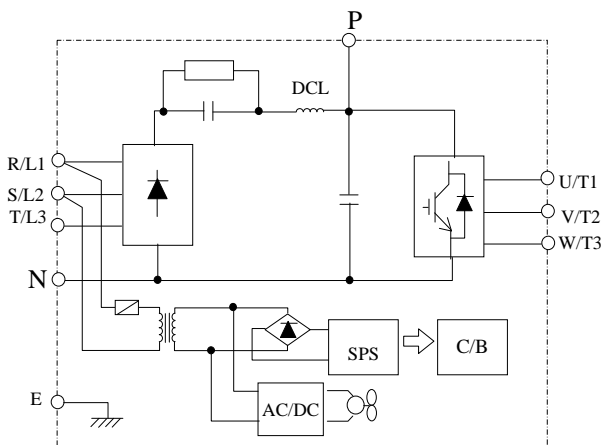 P
DCL
R/L1
S/L2
T/L3
U/T1
V/T2
W/T3
N
SPS
C/B
E
AC/DC